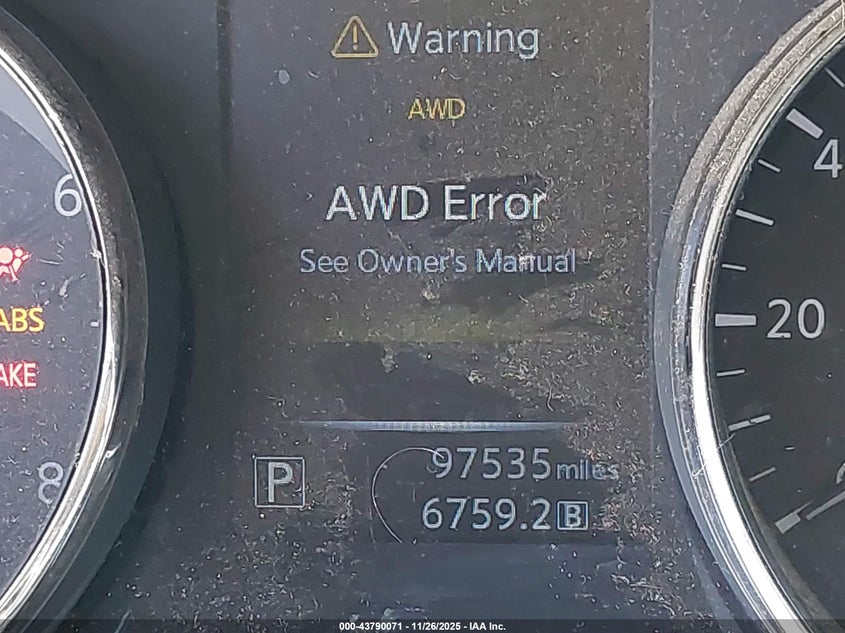 Warning
AWD
AWD Error
See Owner's Manual
6
ABS
AKE
8
4
20
P
97535 miles
6759.2 B
000-43790071 - 11/26/2025 - IAA Inc.